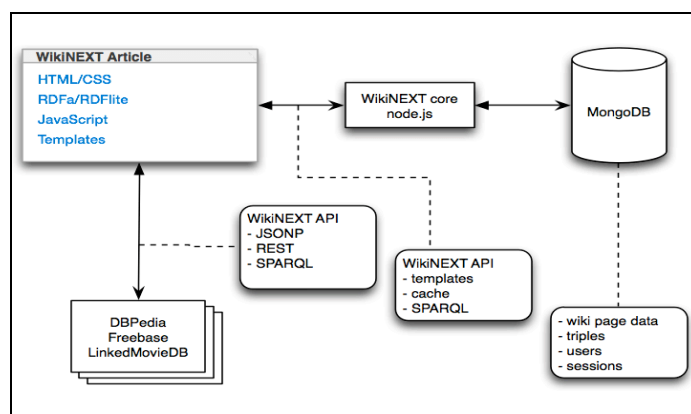 WikiNEXT Article
HTML/CSS
RDFa/RDFlite
JavaScript
Templates
WikiNEXT core
node.js
MongoDB
WikiNEXT API
- JSONP
- REST
- SPARQL
WikiNEXT API
- templates
- cache
- SPARQL
DBPedia
Freebase
LinkedMovieDB
- wiki page data
- triples
- users
- sessions